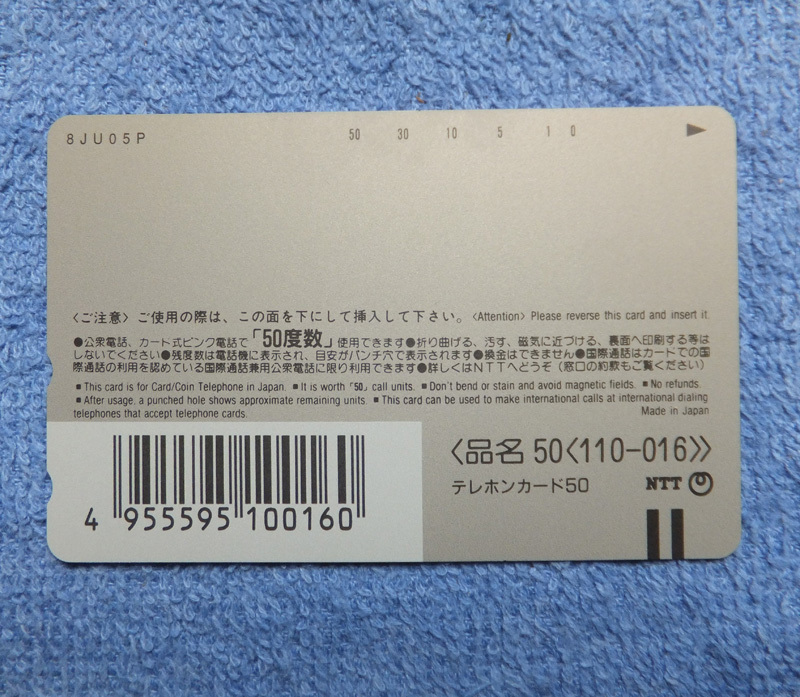 8JU05P 50 30 10 5 1 0
〈ご注意〉ご使用の際は、この面を下にして挿入して下さい。〈Attention〉Please reverse this card and insert it.
●公衆電話、カード式ピンク電話で「50度数」使用できます●折り曲げる、汚す、磁気に近づける、裏面へ印刷する等は
しないでください●残度数は電話機に表示され、目安がパンチ穴で表示されます●換金はできません●国際通話はカードでの国
際通話の利用を認めている国際通話兼用公衆電話に限り利用できます●詳しくはNTTへどうぞ（窓口の約款もご覧ください）
■This card is for Card/Coin Telephone in Japan. ■It is worth「50」call units. ■Don't bend or stain and avoid magnetic fields. ■No refunds.
■After usage, a punched hole shows approximate remaining units. ■This card can be used to make international calls at international dialing
telephones that accept telephone cards. Made in Japan
〈品名 50〈110-016〉〉
テレホンカード50 NTT
4 955595 100160